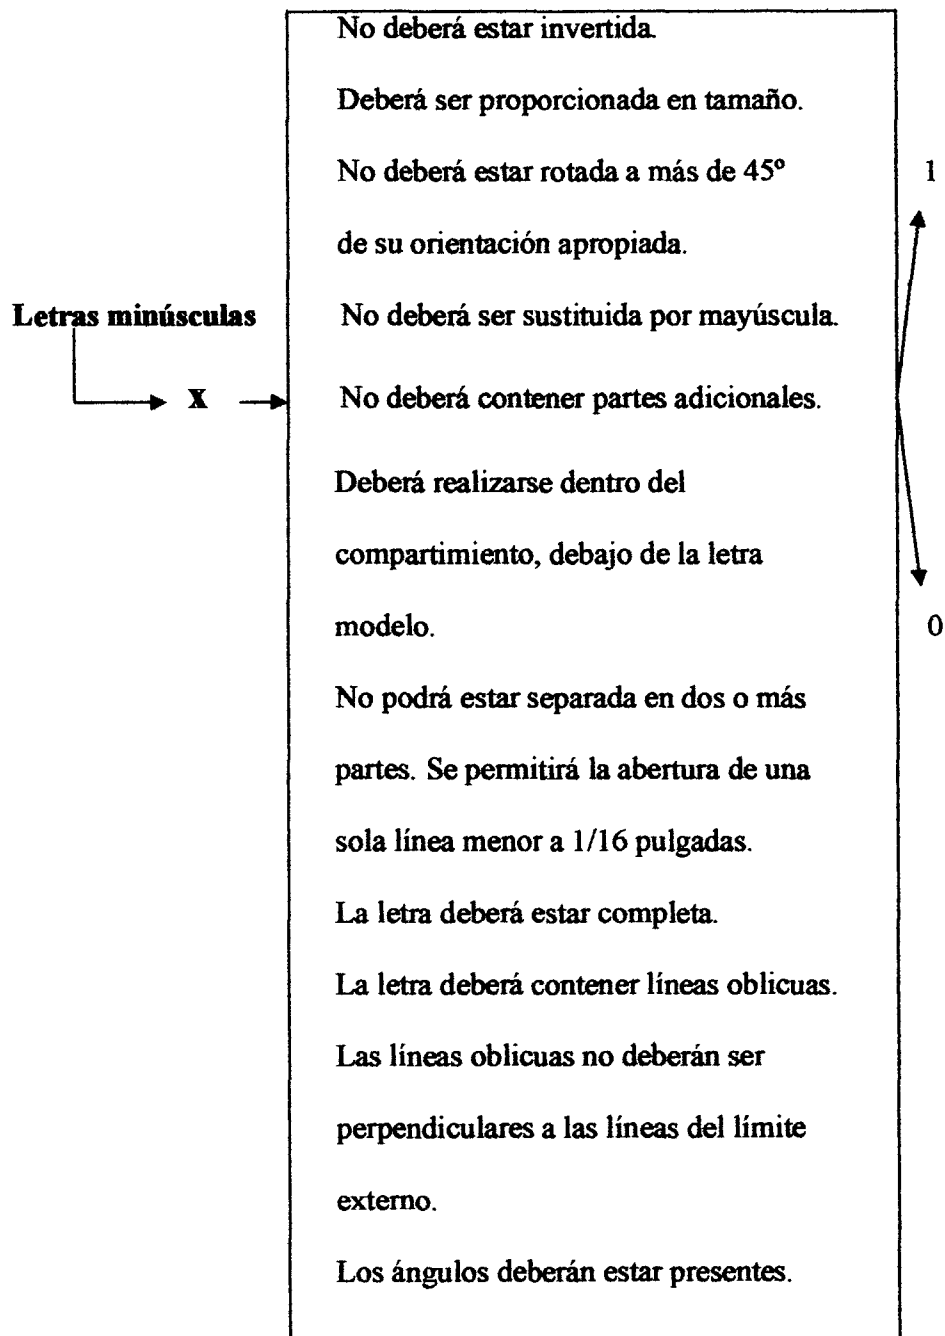 No deberá estar invertida.
Deberá ser proporcionada en tamaño.
No deberá estar rotada a más de 45º
1
de su orientación apropiada.
Letras minúsculas
No deberá ser sustituida por mayúscula.
X
No deberá contener partes adicionales.
Deberá realizarse dentro del
compartimiento, debajo de la letra
modelo.
0
No podrá estar separada en dos o más
partes. Se permitirá la abertura de una
sola línea menor a 1/16 pulgadas.
La letra deberá estar completa.
La letra deberá contener líneas oblicuas.
Las líneas oblicuas no deberán ser
perpendiculares a las líneas del límite
externo.
Los ángulos deberán estar presentes.